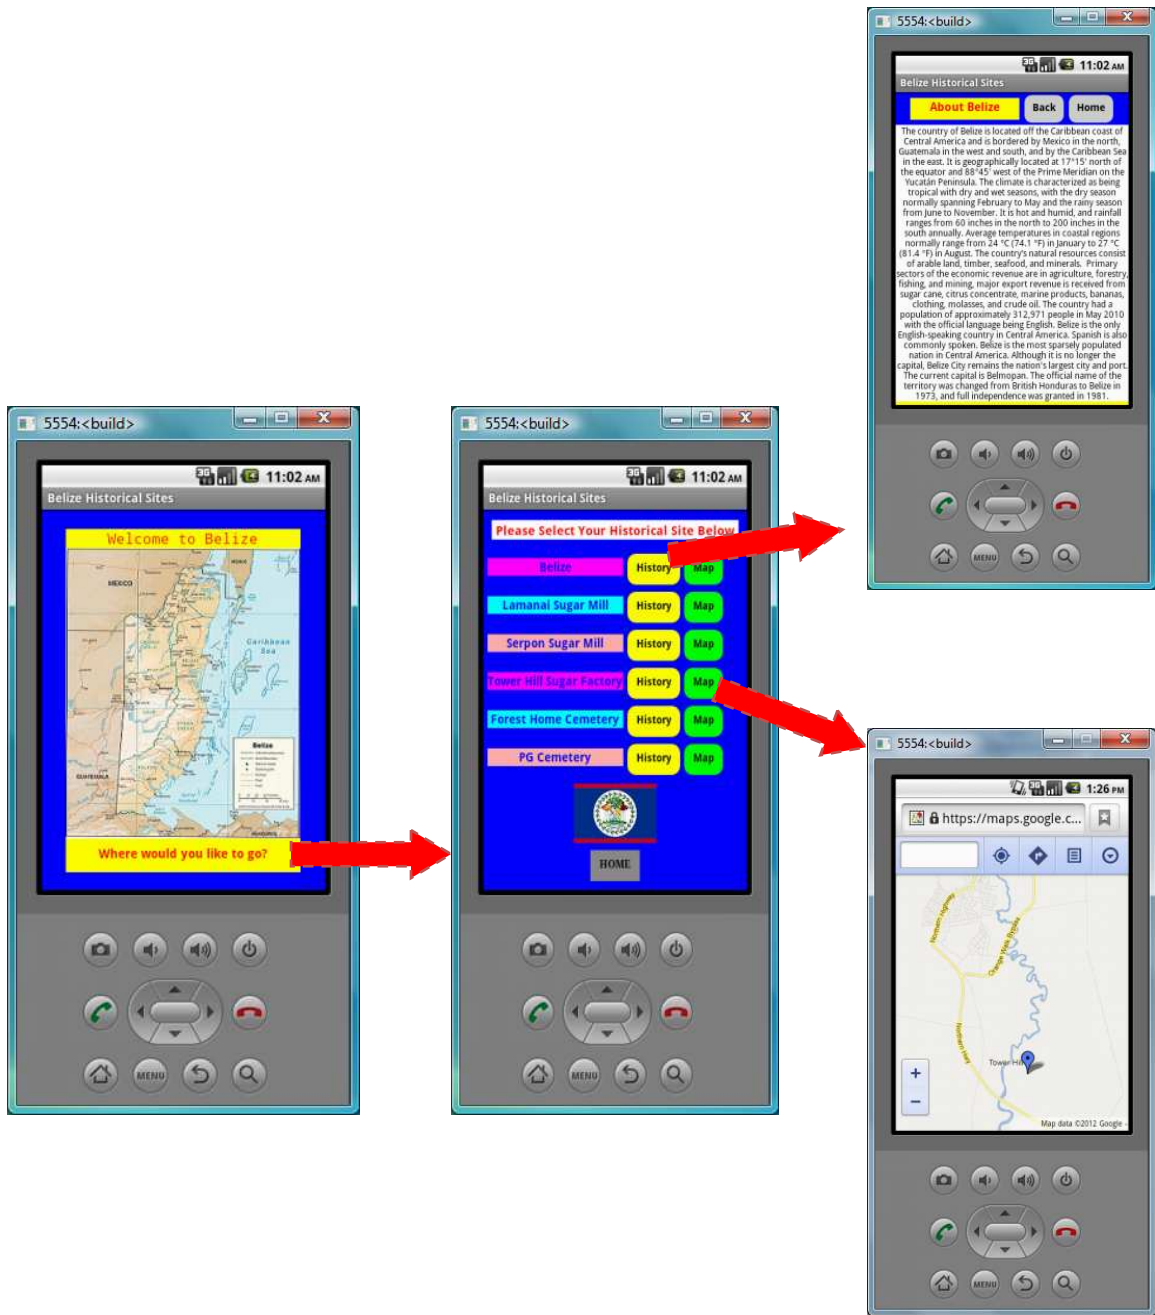 5554:<build>
3G 11:02 AM
Belize Historical Sites
Welcome to Belize
MEXICO
Caribbean
Sea
Belize
GUATEMALA
Where would you like to go?
MENU
5554:<build>
3G 11:02 AM
Belize Historical Sites
Please Select Your Historical Site Below
Belize History Map
Lamanai Sugar Mill History Map
Serpon Sugar Mill History Map
Tower Hill Sugar Factory History Map
Forest Home Cemetery History Map
PG Cemetery History Map
HOME
MENU
5554:<build>
3G 11:02 AM
Belize Historical Sites
About Belize Back Home
The country of Belize is located off the Caribbean coast of
Central America and is bordered by Mexico in the north,
Guatemala in the west and south, and by the Caribbean Sea
in the east. It is geographically located at 17°15' north of
the equator and 88°45' west of the Prime Meridian on the
Yucatán Peninsula. The climate is characterized as being
tropical with dry and wet seasons, with the dry season
normally spanning February to May and the rainy season
from June to November. It is hot and humid, and rainfall
ranges from 60 inches in the north to 200 inches in the
south annually. Average temperatures in coastal regions
normally range from 24 °C (74.1 °F) in January to 27 °C
(81.4 °F) in August. The country's natural resources consist
of arable land, timber, seafood, and minerals. Primary
sectors of the economic revenue are in agriculture, forestry,
fishing, and mining, major export revenue is received from
sugar cane, citrus concentrate, marine products, bananas,
clothing, molasses, and crude oil. The country had a
population of approximately 312,971 people in May 2010
with the official language being English. Belize is the only
English-speaking country in Central America. Spanish is also
commonly spoken. Belize is the most sparsely populated
nation in Central America. Although it is no longer the
capital, Belize City remains the nation's largest city and port.
The current capital is Belmopan. The official name of the
territory was changed from British Honduras to Belize in
1973, and full independence was granted in 1981.
MENU
5554:<build>
3G 1:26 PM
https://maps.google.c...
Northern Highway
Orange Walk Bypass
Northern Hwy
Tower Hill
+
−
Map data ©2012 Google -
MENU